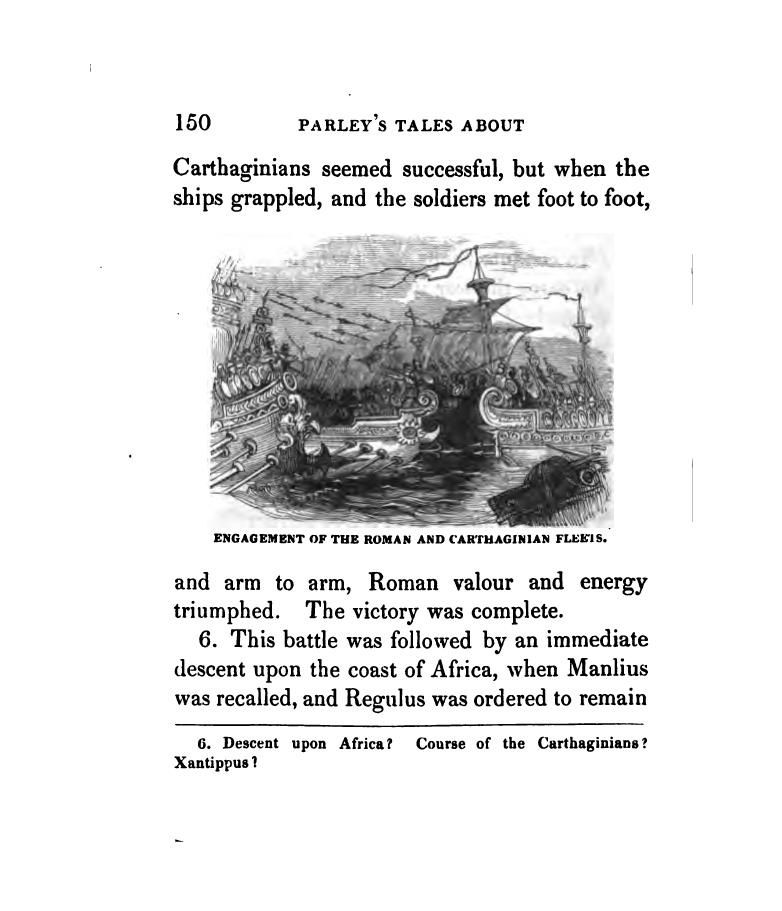 150 PARLEY'S TALES ABOUT
Carthaginians seemed successful, but when the
ships grappled, and the soldiers met foot to foot,
ENGAGEMENT OF THE ROMAN AND CARTHAGINIAN FLEETS.
and arm to arm, Roman valour and energy
triumphed. The victory was complete.
6. This battle was followed by an immediate
descent upon the coast of Africa, when Manlius
was recalled, and Regulus was ordered to remain
6. Descent upon Africa? Course of the Carthaginians?
Xantippus?